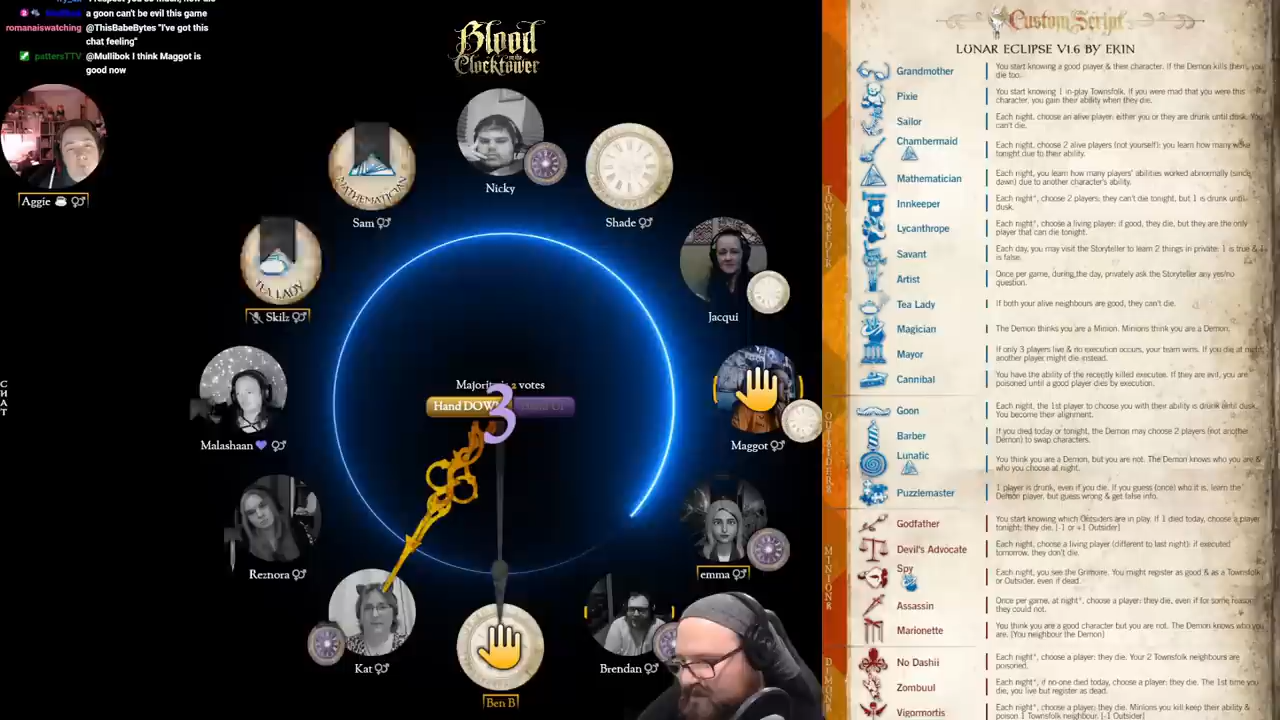 a goon can't be evil this game
romanaiswatching @ThisBabeBytes "I've got this
chat feeling"
pattersTTV @Mullibok I think Maggot is
good now
Aggie
CHAT
Blood
on the
Clocktower
Nicky
MATHEMATICIAN
Sam
Shade
TEA LADY
Skilz
Jacqui
Malashaan
Maggot
Majority is 2 votes
Hand DOWN
3
Reznora
emma
Kat
Ben B
Brendan
Custom Script
LUNAR ECLIPSE V1.6 BY EKIN
TOWNSFOLK
Grandmother
You start knowing a good player & their character. If the Demon kills them, you
die too.
Pixie
You start knowing 1 in-play Townsfolk. If you were mad that you were this
character, you gain their ability when they die.
Sailor
Each night, choose an alive player: either you or they are drunk until dusk. You
can't die.
Chambermaid
Each night, choose 2 alive players (not yourself): you learn how many woke
tonight due to their ability.
Mathematician
Each night, you learn how many players' abilities worked abnormally (since
dawn) due to another character's ability.
Innkeeper
Each night*, choose 2 players: they can't die tonight, but 1 is drunk until
dusk.
Lycanthrope
Each night*, choose a living player: if good, they die, but they are the only
player that can die tonight.
Savant
Each day, you may visit the Storyteller to learn 2 things in private: 1 is true & 1
is false.
Artist
Once per game, during the day, privately ask the Storyteller any yes/no
question.
Tea Lady
If both your alive neighbours are good, they can't die.
Magician
The Demon thinks you are a Minion. Minions think you are a Demon.
Mayor
If only 3 players live & no execution occurs, your team wins. If you die at night,
another player might die instead.
Cannibal
You have the ability of the recently killed executee. If they are evil, you are
poisoned until a good player dies by execution.
OUTSIDERS
Goon
Each night, the 1st player to choose you with their ability is drunk until dusk.
You become their alignment.
Barber
If you died today or tonight, the Demon may choose 2 players (not another
Demon) to swap characters.
Lunatic
You think you are a Demon, but you are not. The Demon knows who you are &
who you choose at night.
Puzzlemaster
1 player is drunk, even if you die. If you guess (once) who it is, learn the
Demon player, but guess wrong & get false info.
MINIONS
Godfather
You start knowing which Outsiders are in play. If 1 died today, choose a player
tonight: they die. [-1 or +1 Outsider]
Devil's Advocate
Each night, choose a living player (different to last night): if executed
tomorrow, they don't die.
Spy
Each night, you see the Grimoire. You might register as good & as a Townsfolk
or Outsider, even if dead.
Assassin
Once per game, at night*, choose a player: they die, even if for some reason
they could not.
Marionette
You think you are a good character but you are not. The Demon knows who you
are. [You neighbour the Demon]
DEMONS
No Dashii
Each night*, choose a player: they die. Your 2 Townsfolk neighbours are
poisoned.
Zombuul
Each night*, if no-one died today, choose a player: they die. The 1st time you
die, you live but register as dead.
Vigormortis
Each night*, choose a player: they die. Minions you kill keep their ability &
poison 1 Townsfolk neighbour. [-1 Outsider]